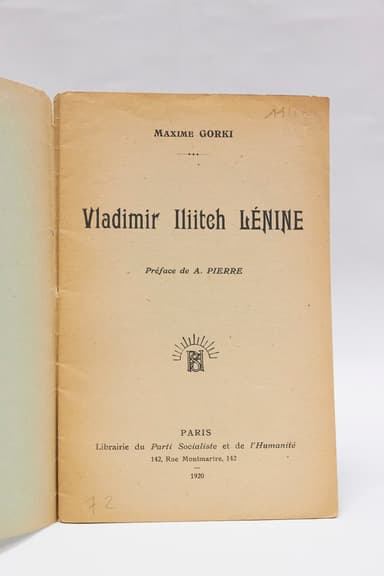 MAXIME GORKI
Vladimir Iliitch LÉNINE
Préface de A. PIERRE
PARIS
Librairie du Parti Socialiste et de l'Humanité
142, Rue Montmartre, 142
1920
72